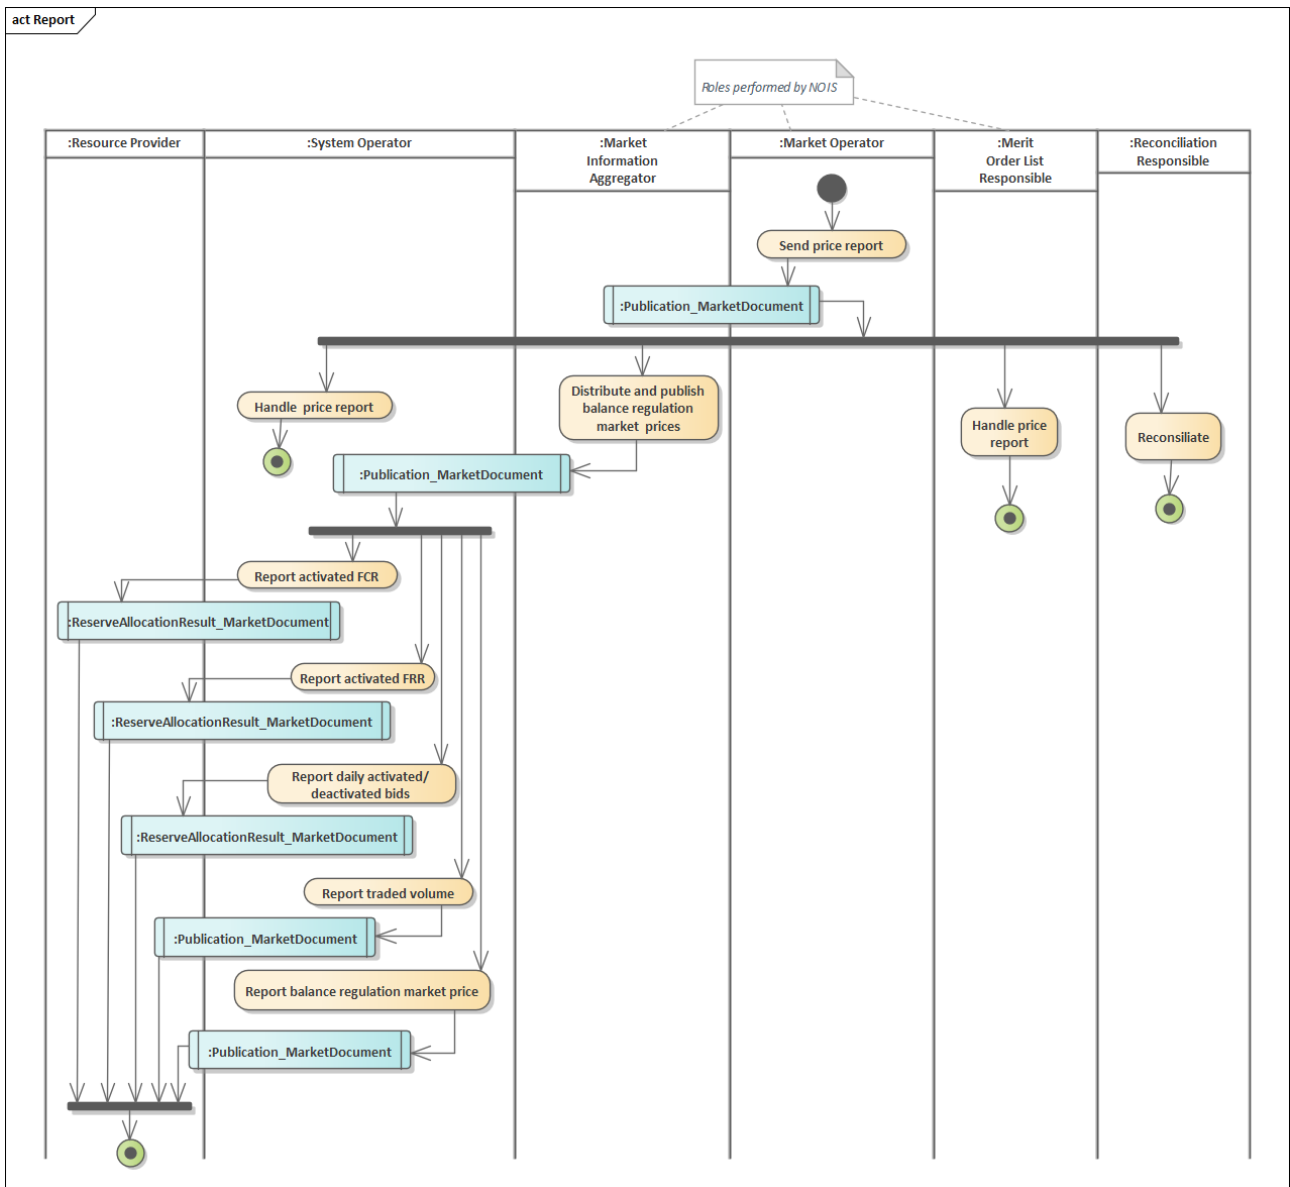 act Report
Roles performed by NOIS
:Resource Provider
:System Operator
:Market
Information
Aggregator
:Market Operator
:Merit
Order List
Responsible
:Reconciliation
Responsible
Send price report
:Publication_MarketDocument
Handle  price report
Distribute and publish
balance regulation
market  prices
Handle price
report
Reconsiliate
:Publication_MarketDocument
Report activated FCR
:ReserveAllocationResult_MarketDocument
Report activated FRR
:ReserveAllocationResult_MarketDocument
Report daily activated/
deactivated bids
:ReserveAllocationResult_MarketDocument
Report traded volume
:Publication_MarketDocument
Report balance regulation market price
:Publication_MarketDocument